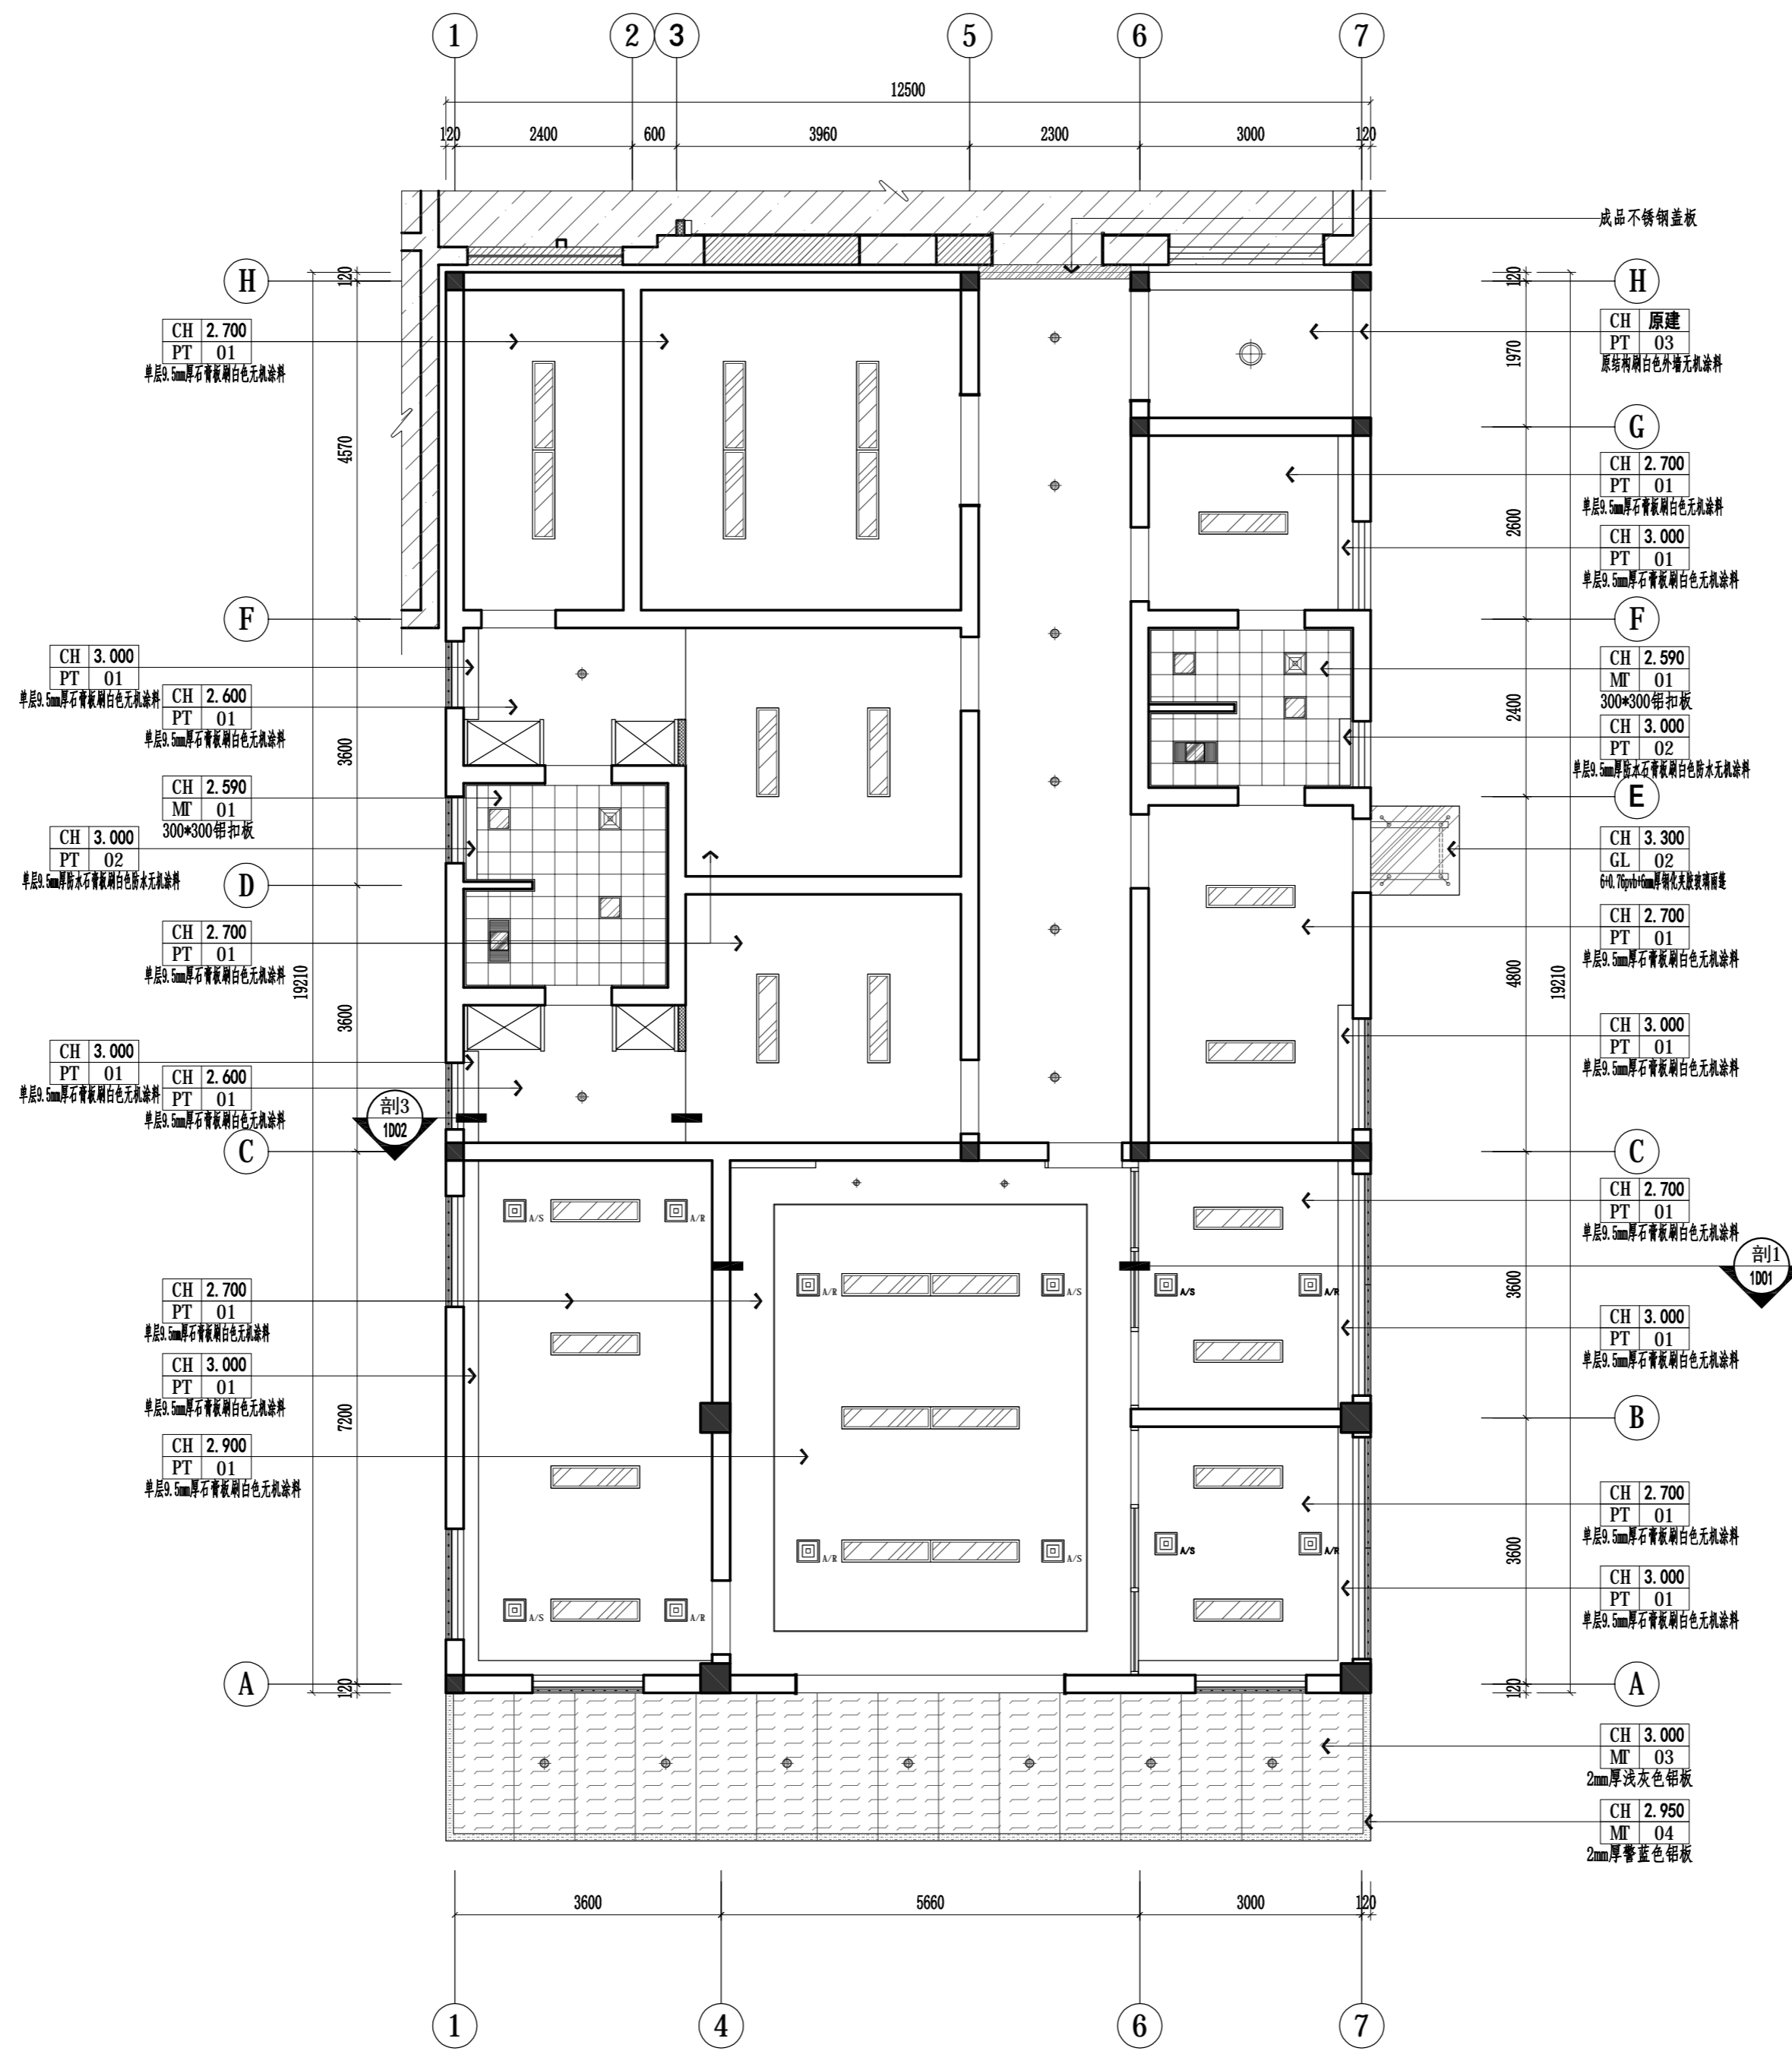 1 2 3 5 6 7
12500
120 2400 600 3960 2300 3000 120
成品不锈钢盖板
H
120
CH 2.700
PT 01
单层9.5mm厚石膏板刷白色无机涂料
4570
F
CH 3.000
PT 01
单层9.5mm厚石膏板刷白色无机涂料
CH 2.600
PT 01
单层9.5mm厚石膏板刷白色无机涂料
3600
CH 2.590
MT 01
300*300铝扣板
CH 3.000
PT 02
单层9.5mm厚防水石膏板刷白色防水无机涂料
D
CH 2.700
PT 01
单层9.5mm厚石膏板刷白色无机涂料
19210
3600
CH 3.000
PT 01
单层9.5mm厚石膏板刷白色无机涂料
CH 2.600
PT 01
单层9.5mm厚石膏板刷白色无机涂料
剖3
1D02
C
CH 2.700
PT 01
单层9.5mm厚石膏板刷白色无机涂料
CH 3.000
PT 01
单层9.5mm厚石膏板刷白色无机涂料
7200
CH 2.900
PT 01
单层9.5mm厚石膏板刷白色无机涂料
A
120
A/S A/R
A/R A/S A/S A/R
A/R A/S A/S A/R
A/S A/R
H
120
CH 原建
PT 03
原结构刷白色外墙无机涂料
1970
G
CH 2.700
PT 01
单层9.5mm厚石膏板刷白色无机涂料
2600
CH 3.000
PT 01
单层9.5mm厚石膏板刷白色无机涂料
F
CH 2.590
MT 01
300*300铝扣板
2400
CH 3.000
PT 02
单层9.5mm厚防水石膏板刷白色防水无机涂料
E
CH 3.300
GL 02
6+0.76pvb+6mm厚钢化夹胶玻璃雨蓬
CH 2.700
PT 01
单层9.5mm厚石膏板刷白色无机涂料
4800
19210
CH 3.000
PT 01
单层9.5mm厚石膏板刷白色无机涂料
C
CH 2.700
PT 01
单层9.5mm厚石膏板刷白色无机涂料
剖1
1D01
3600
CH 3.000
PT 01
单层9.5mm厚石膏板刷白色无机涂料
B
CH 2.700
PT 01
单层9.5mm厚石膏板刷白色无机涂料
3600
CH 3.000
PT 01
单层9.5mm厚石膏板刷白色无机涂料
A
120
CH 3.000
MT 03
2mm厚浅灰色铝板
CH 2.950
MT 04
2mm厚警蓝色铝板
3600 5660 3000 120
1 4 6 7